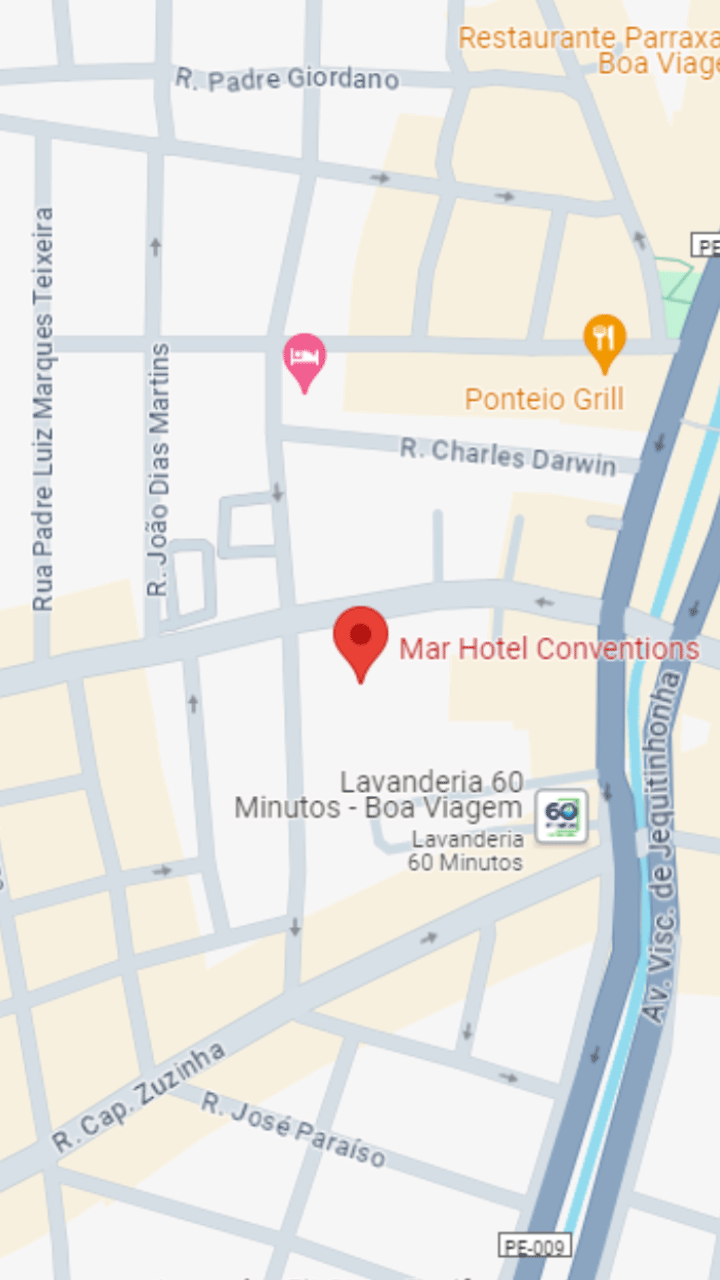 Restaurante Parraxa
Boa Viage
R. Padre Giordano
PE
Rua Padre Luiz Marques Teixeira
R. João Dias Martins
Ponteio Grill
R. Charles Darwin
Mar Hotel Conventions
Lavanderia 60
Minutos - Boa Viagem
Lavanderia
60 Minutos
60
Av. Visc. de Jequitinhonha
R. Cap. Zuzinha
R. José Paraíso
PE-009